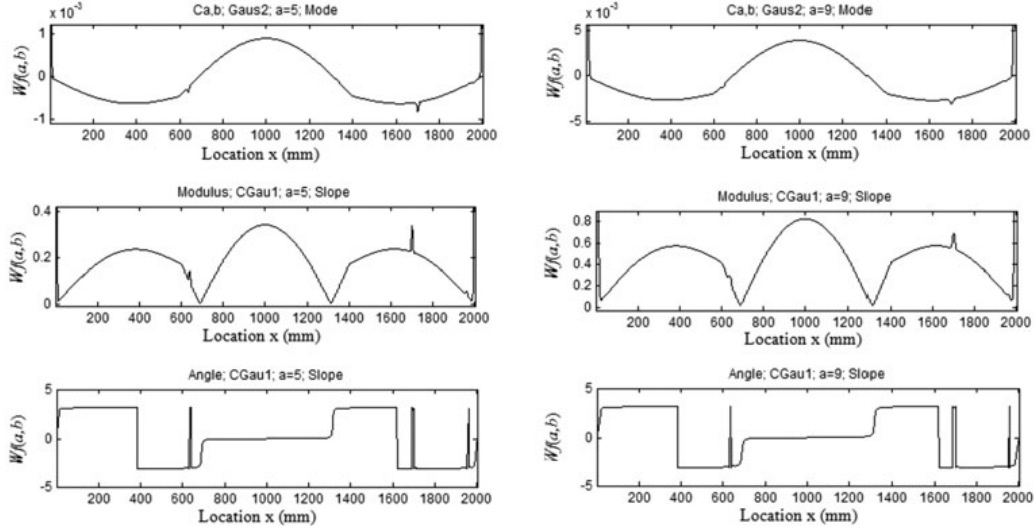 Ca,b; Gaus2; a=5; Mode
1 × 10⁻³
Wf(a,b)
0
-1
200 400 600 800 1000 1200 1400 1600 1800 2000
Location x (mm)
Modulus; CGau1; a=5; Slope
0.4
Wf(a,b)
0.2
0
200 400 600 800 1000 1200 1400 1600 1800 2000
Location x (mm)
Angle; CGau1; a=5; Slope
5
Wf(a,b)
0
-5
200 400 600 800 1000 1200 1400 1600 1800 2000
Location x (mm)
Ca,b; Gaus2; a=9; Mode
5 × 10⁻³
Wf(a,b)
0
-5
200 400 600 800 1000 1200 1400 1600 1800 2000
Location x (mm)
Modulus; CGau1; a=9; Slope
0.8
0.6
Wf(a,b)
0.4
0.2
0
200 400 600 800 1000 1200 1400 1600 1800 2000
Location x (mm)
Angle; CGau1; a=9; Slope
5
Wf(a,b)
0
-5
200 400 600 800 1000 1200 1400 1600 1800 2000
Location x (mm)